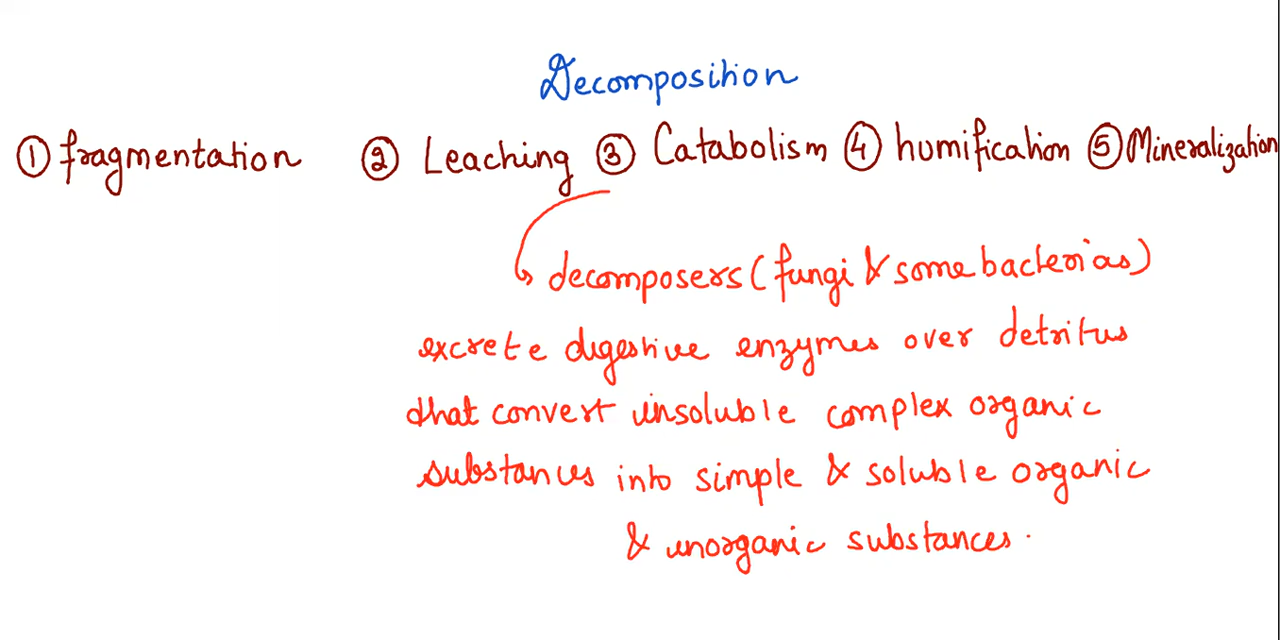 Decomposition
① fragmentation ② Leaching ③ Catabolism ④ humification ⑤ Mineralization
decomposers (fungi & some bacterias)
excrete digestive enzymes over detritus
that convert insoluble complex organic
substances into simple & soluble organic
& inorganic substances.